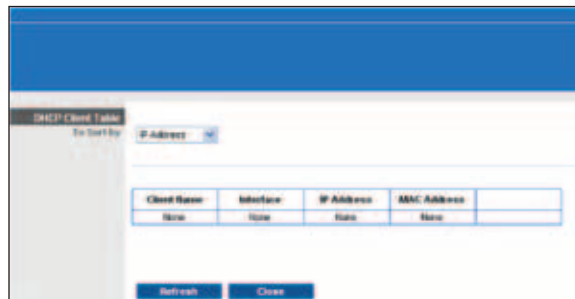 DHCP Client Table
To Sort by IP Address
Client Name Interface IP Address MAC Address
None None None None
Refresh Close